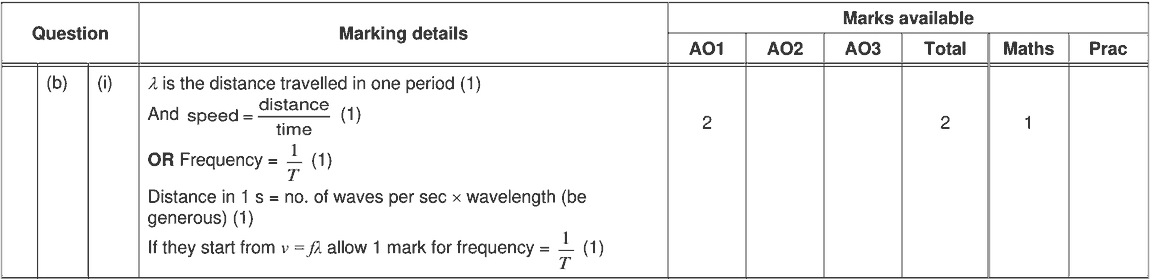 Question Marking details Marks available
AO1 AO2 AO3 Total Maths Prac
(b) (i) λ is the distance travelled in one period (1)
And speed = distance/time (1)
2 2 1
OR Frequency = 1/T (1)
Distance in 1 s = no. of waves per sec × wavelength (be
generous) (1)
If they start from v = fλ allow 1 mark for frequency = 1/T (1)